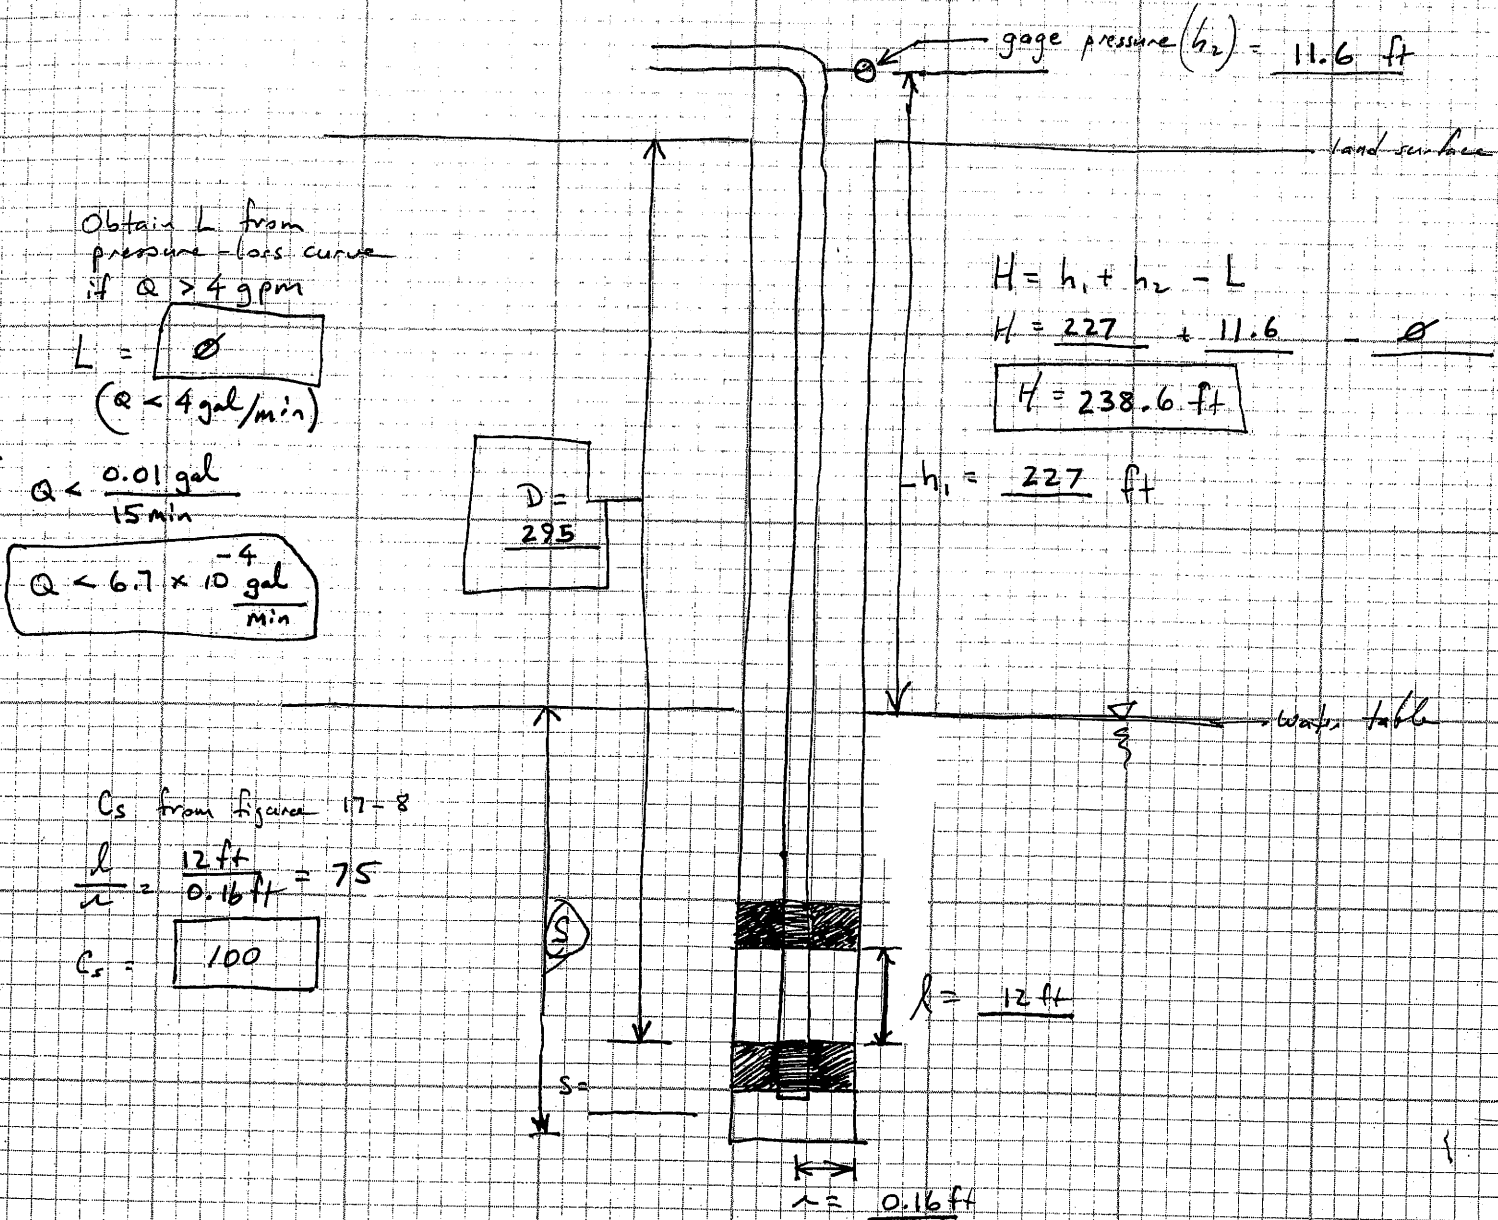 gage pressure (h₂) = 11.6 ft
land surface
Obtain L from
pressure-loss curve
if Q > 4 gpm
L = ∅
(Q < 4 gal/min)
Q < 0.01 gal / 15 min
Q < 6.7 × 10⁻⁴ gal / min
H = h₁ + h₂ - L
H = 227 + 11.6 - ∅
H = 238.6 ft
h₁ = 227 ft
D =
295
water table
Cs from figure 17-8
l / r = 12 ft / 0.16 ft = 75
Cs = 100
S
l = 12 ft
S =
r = 0.16 ft